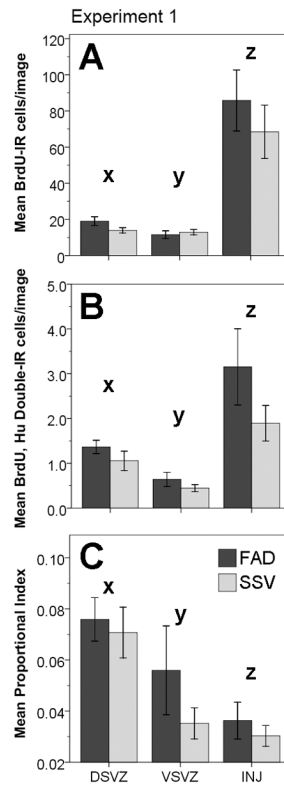 Experiment 1
A
Mean BrdU-IR cells/image
120
100
80
60
40
20
0
x
y
z
B
Mean BrdU, Hu Double-IR cells/image
5.0
4.0
3.0
2.0
1.0
0.0
x
y
z
C
Mean Proportional Index
0.10
0.08
0.06
0.04
0.02
x
y
z
FAD
SSV
DSVZ VSVZ INJ